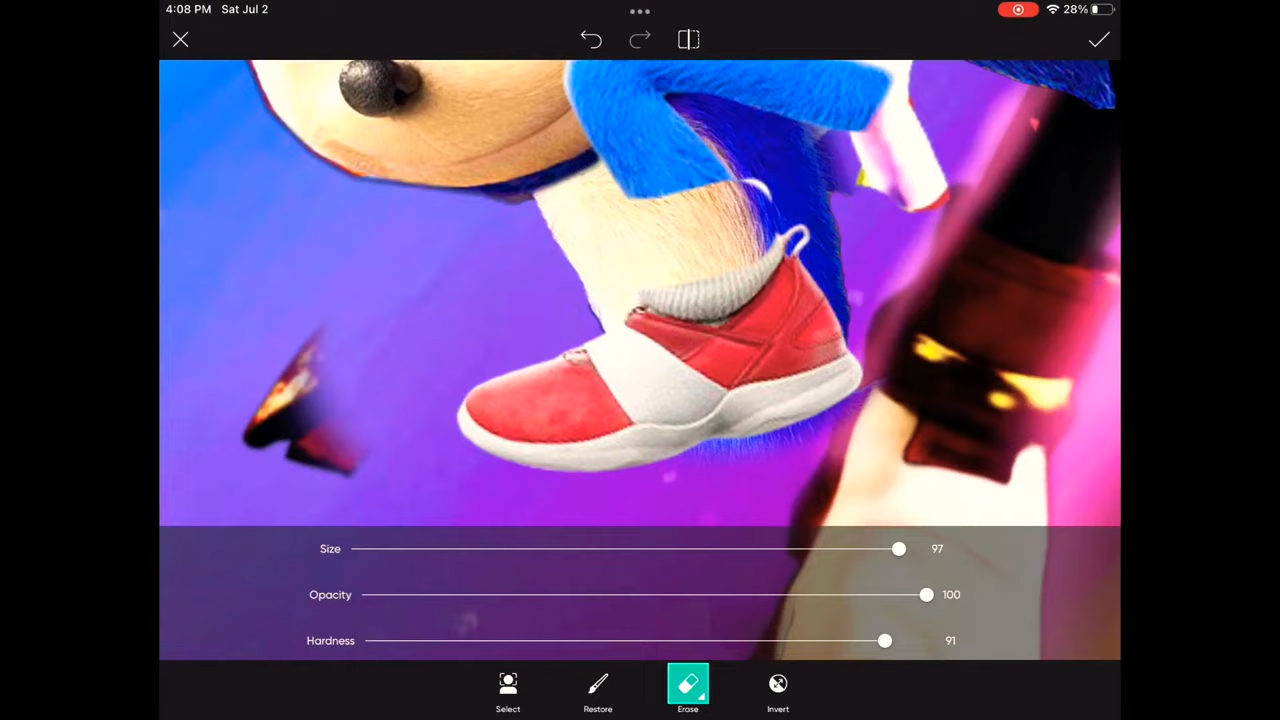 4:08 PM Sat Jul 2
28%
Size 97
Opacity 100
Hardness 91
Select Restore Erase Invert